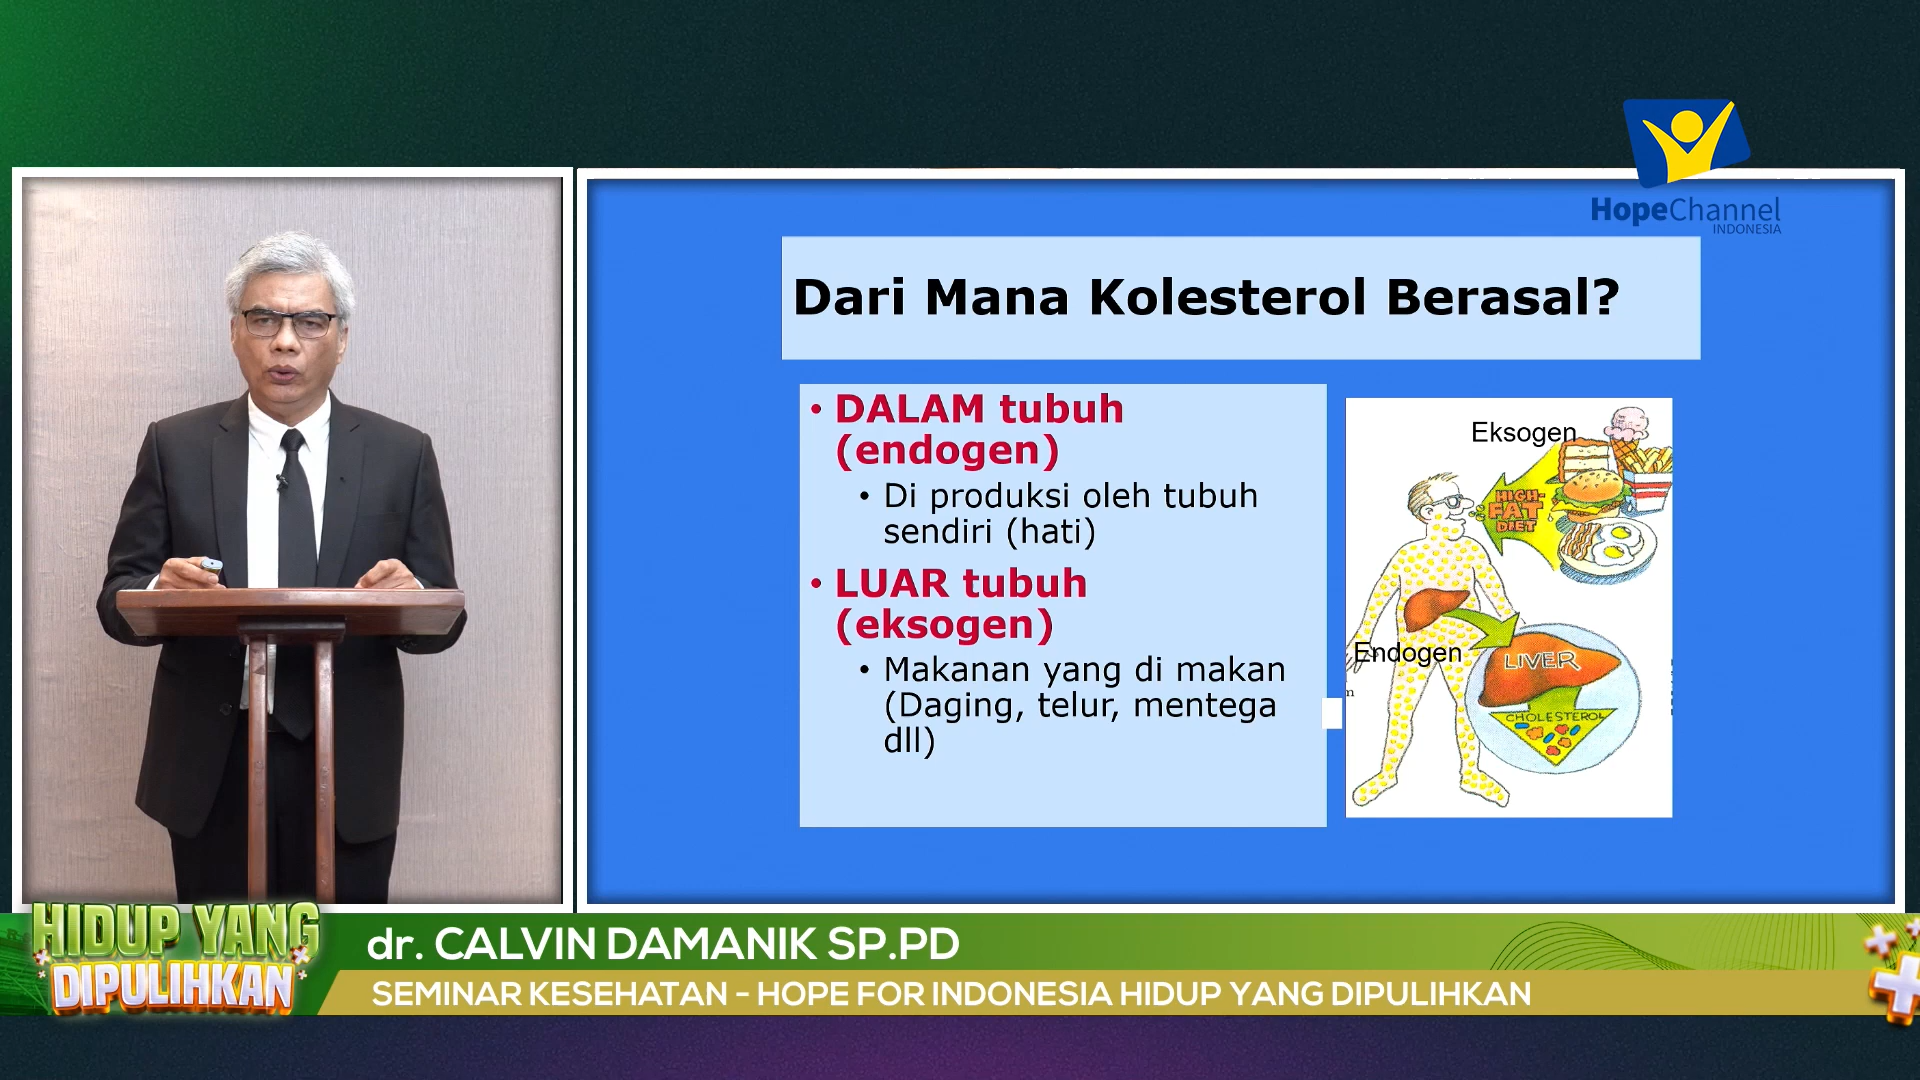 HopeChannel
INDONESIA
Dari Mana Kolesterol Berasal?
• DALAM tubuh
(endogen)
• Di produksi oleh tubuh
sendiri (hati)
• LUAR tubuh
(eksogen)
• Makanan yang di makan
(Daging, telur, mentega
dll)
Eksogen
HIGH-
FAT
DIET
Endogen
LIVER
CHOLESTEROL
HIDUP YANG
DIPULIHKAN
dr. CALVIN DAMANIK SP.PD
SEMINAR KESEHATAN - HOPE FOR INDONESIA HIDUP YANG DIPULIHKAN